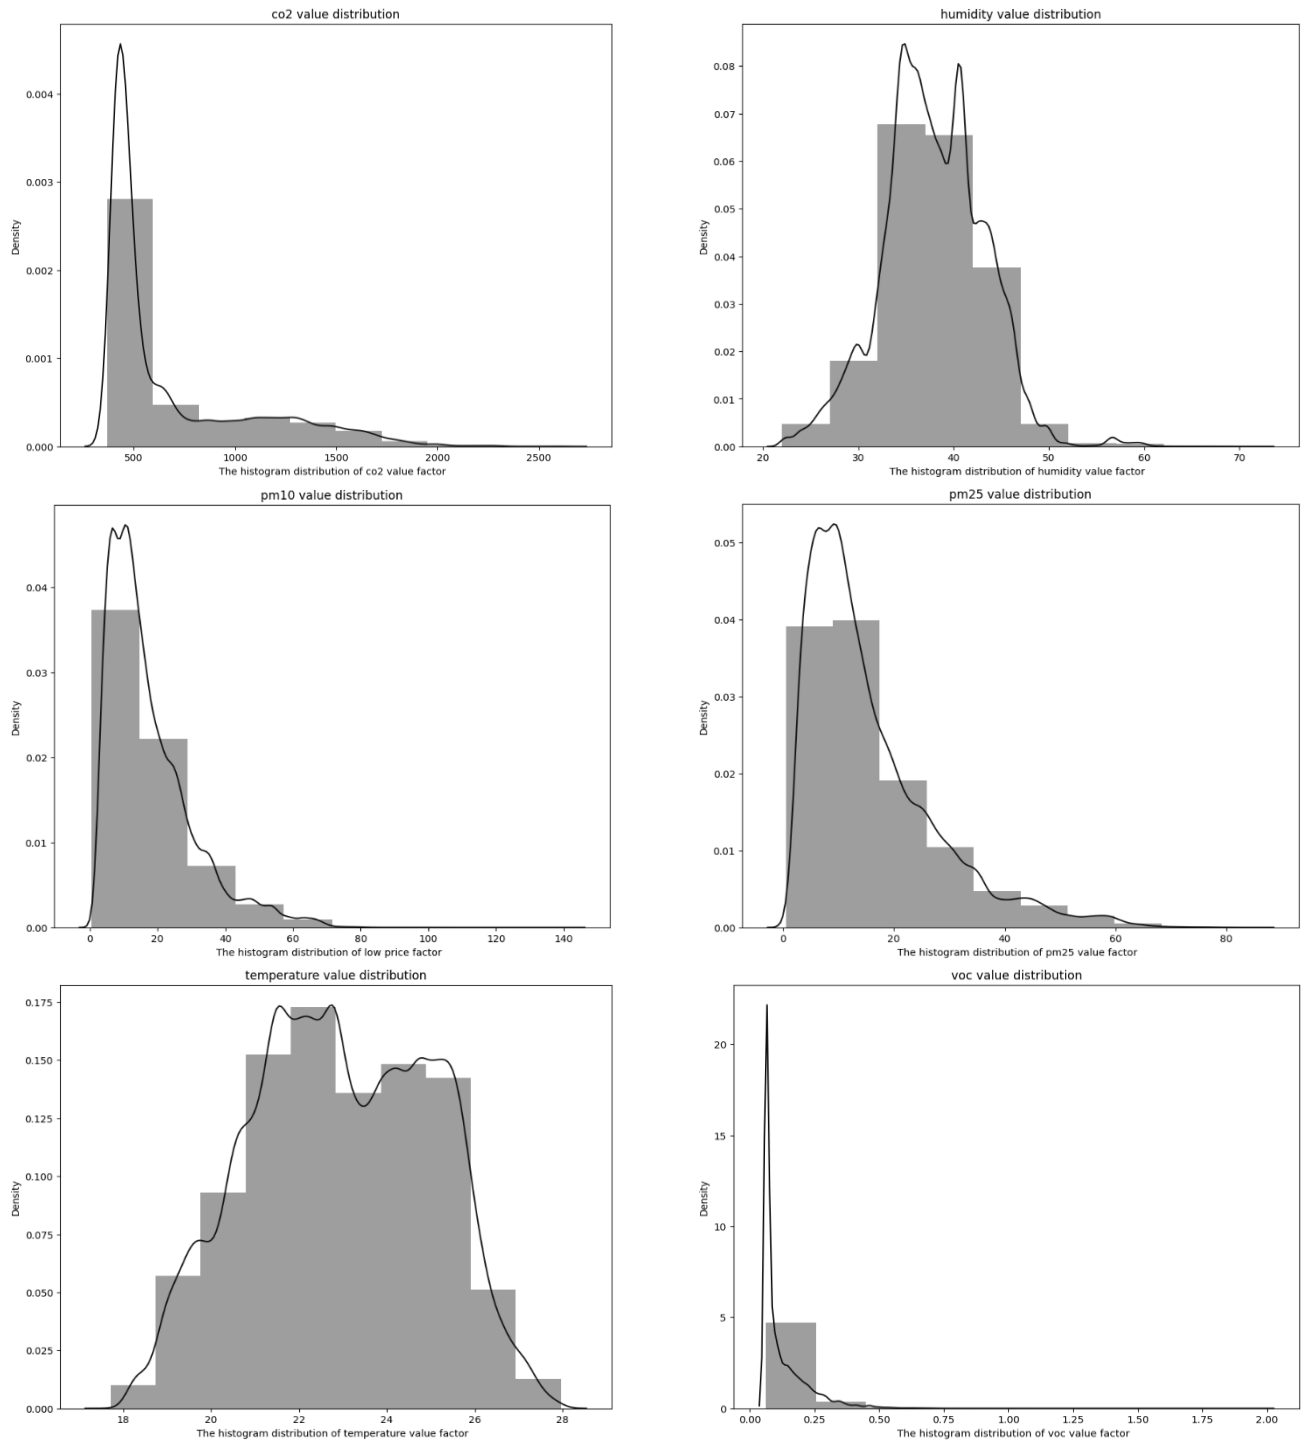 co2 value distribution
0.004
0.003
0.002
0.001
0.000
Density
500 1000 1500 2000 2500
The histogram distribution of co2 value factor
humidity value distribution
0.08
0.07
0.06
0.05
0.04
0.03
0.02
0.01
0.00
Density
20 30 40 50 60 70
The histogram distribution of humidity value factor
pm10 value distribution
0.04
0.03
0.02
0.01
0.00
Density
0 20 40 60 80 100 120 140
The histogram distribution of low price factor
pm25 value distribution
0.05
0.04
0.03
0.02
0.01
0.00
Density
0 20 40 60 80
The histogram distribution of pm25 value factor
temperature value distribution
0.175
0.150
0.125
0.100
0.075
0.050
0.025
0.000
Density
18 20 22 24 26 28
The histogram distribution of temperature value factor
voc value distribution
20
15
10
5
0
Density
0.00 0.25 0.50 0.75 1.00 1.25 1.50 1.75 2.00
The histogram distribution of voc value factor